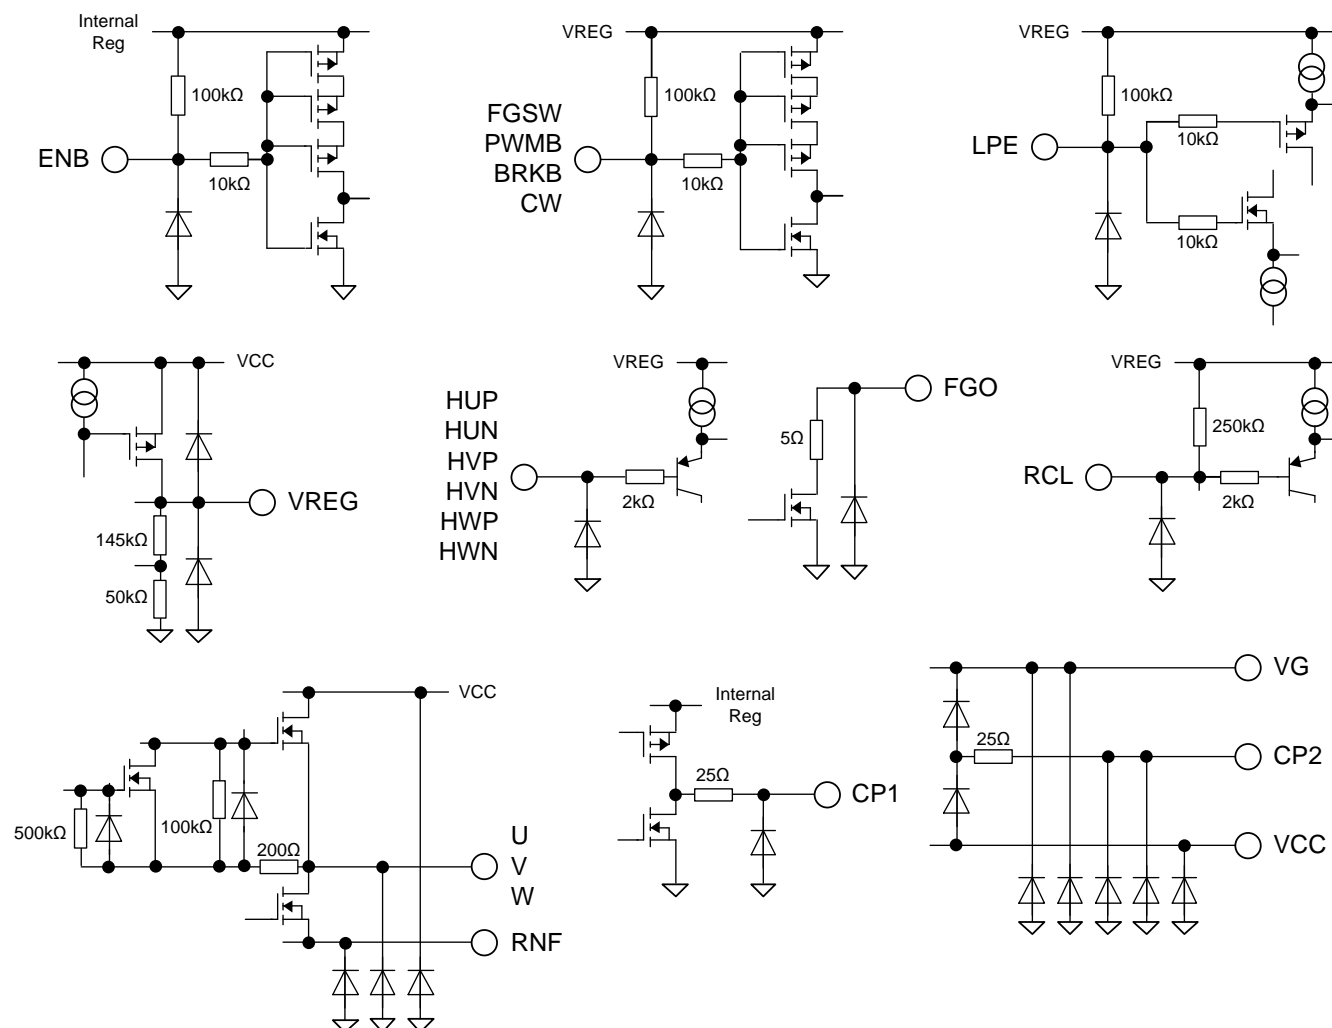 Internal
Reg
100kΩ
ENB
10kΩ
VREG
FGSW
PWMB
BRKB
CW
100kΩ
10kΩ
VREG
100kΩ
LPE
10kΩ
10kΩ
VCC
VREG
145kΩ
50kΩ
VREG
HUP
HUN
HVP
HVN
HWP
HWN
2kΩ
FGO
5Ω
VREG
250kΩ
RCL
2kΩ
VCC
500kΩ
100kΩ
200Ω
U
V
W
RNF
Internal
Reg
25Ω
CP1
VG
25Ω
CP2
VCC